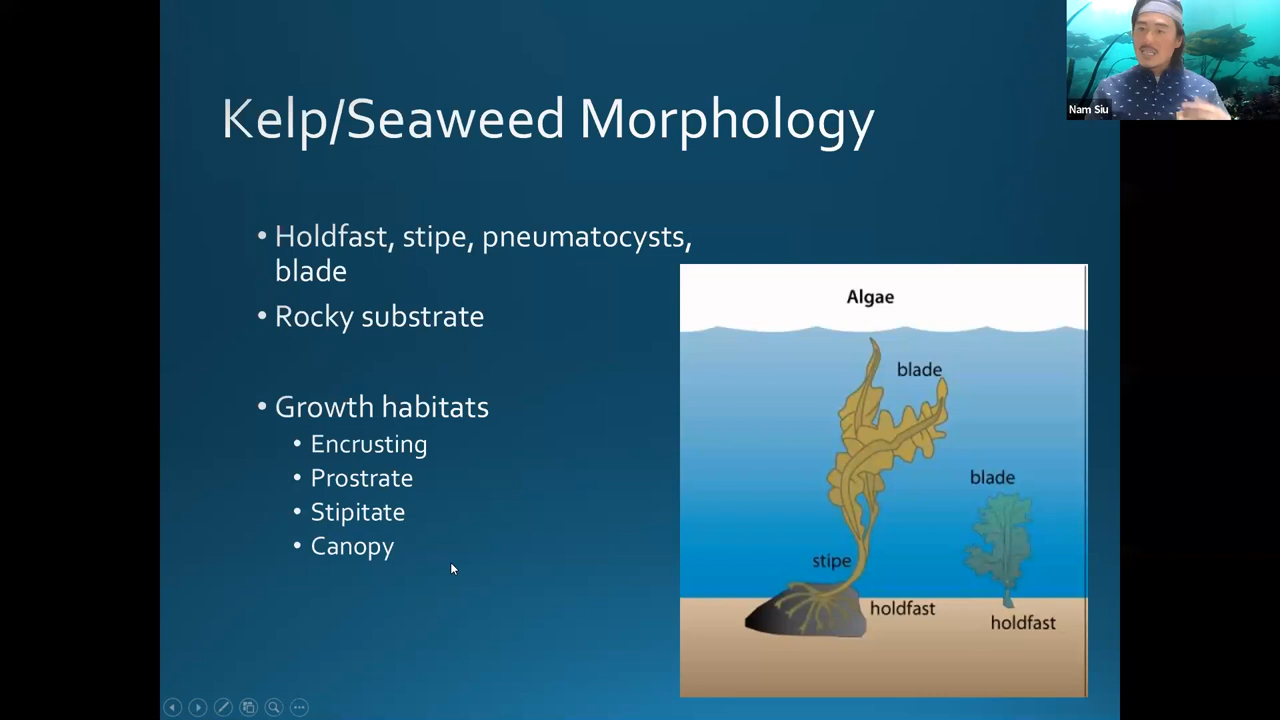 Nam Siu
Kelp/Seaweed Morphology
• Holdfast, stipe, pneumatocysts,
blade
• Rocky substrate
• Growth habitats
• Encrusting
• Prostrate
• Stipitate
• Canopy
Algae
blade
blade
stipe
holdfast
holdfast